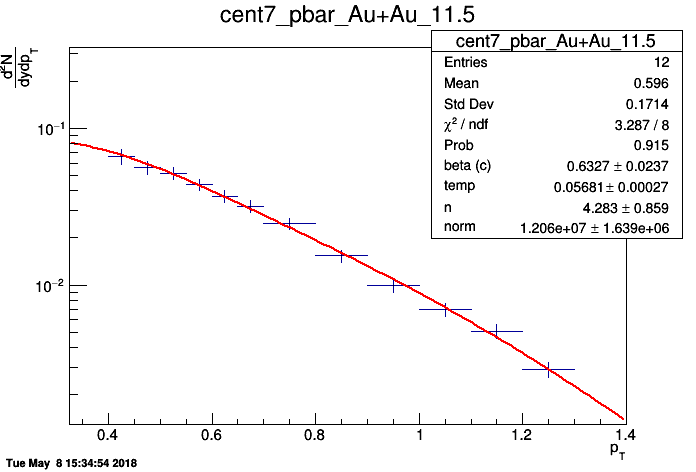 cent7_pbar_Au+Au_11.5
d²N
dydp_T
cent7_pbar_Au+Au_11.5
Entries 12
Mean 0.596
Std Dev 0.1714
χ² / ndf 3.287 / 8
Prob 0.915
beta (c) 0.6327 ± 0.0237
temp 0.05681 ± 0.00027
n 4.283 ± 0.859
norm 1.206e+07 ± 1.639e+06
10⁻¹
10⁻²
0.4 0.6 0.8 1 1.2 1.4
p_T
Tue May 8 15:34:54 2018